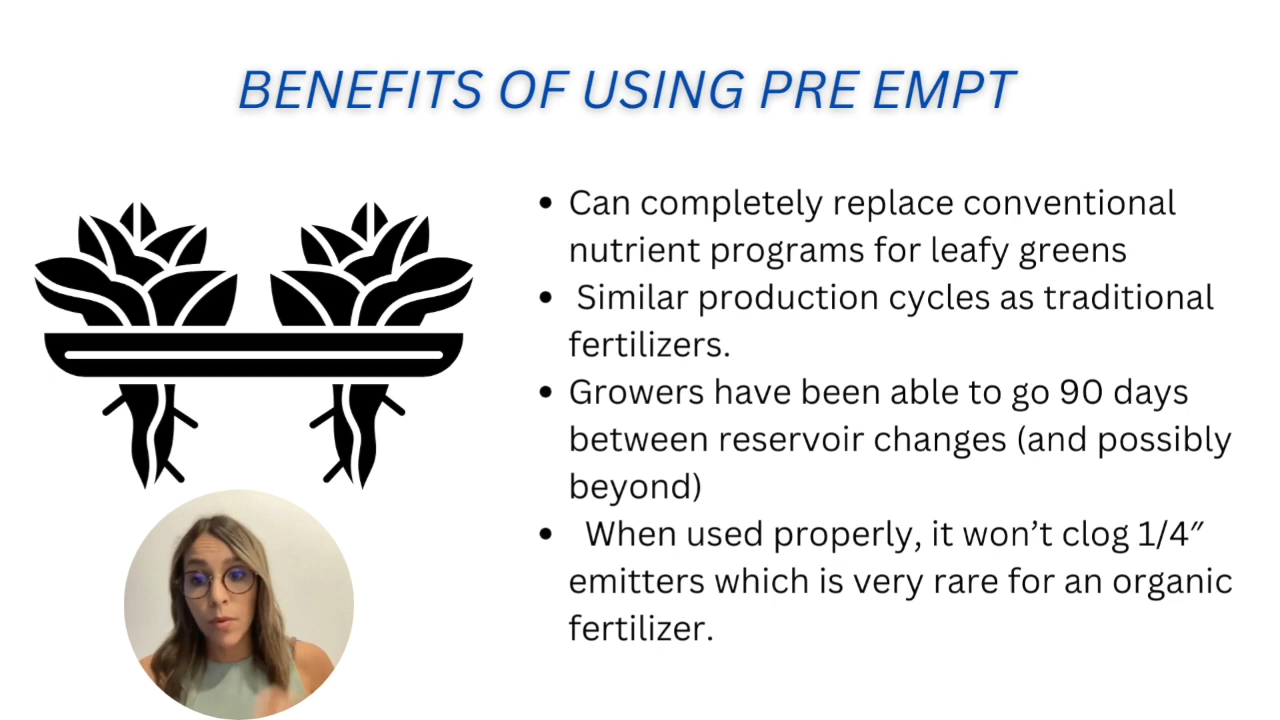 BENEFITS OF USING PRE EMPT
• Can completely replace conventional
nutrient programs for leafy greens
• Similar production cycles as traditional
fertilizers.
• Growers have been able to go 90 days
between reservoir changes (and possibly
beyond)
• When used properly, it won’t clog 1/4″
emitters which is very rare for an organic
fertilizer.